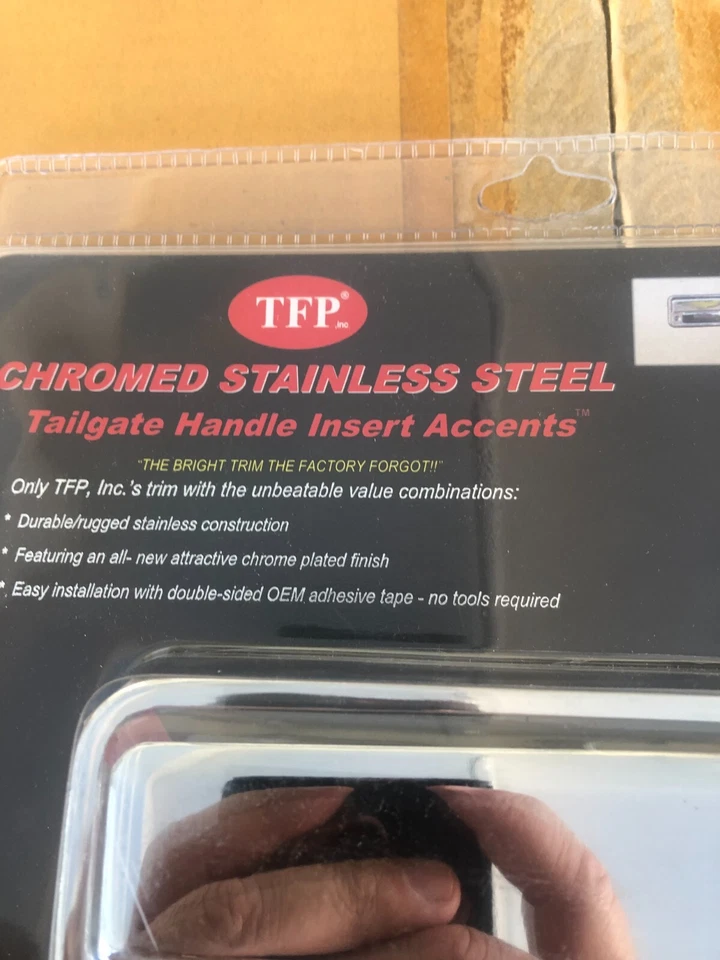 TFP®
.inc
CHROMED STAINLESS STEEL
Tailgate Handle Insert Accents™
"THE BRIGHT TRIM THE FACTORY FORGOT!!"
Only TFP, Inc.'s trim with the unbeatable value combinations:
* Durable/rugged stainless construction
* Featuring an all- new attractive chrome plated finish
* Easy installation with double-sided OEM adhesive tape - no tools required